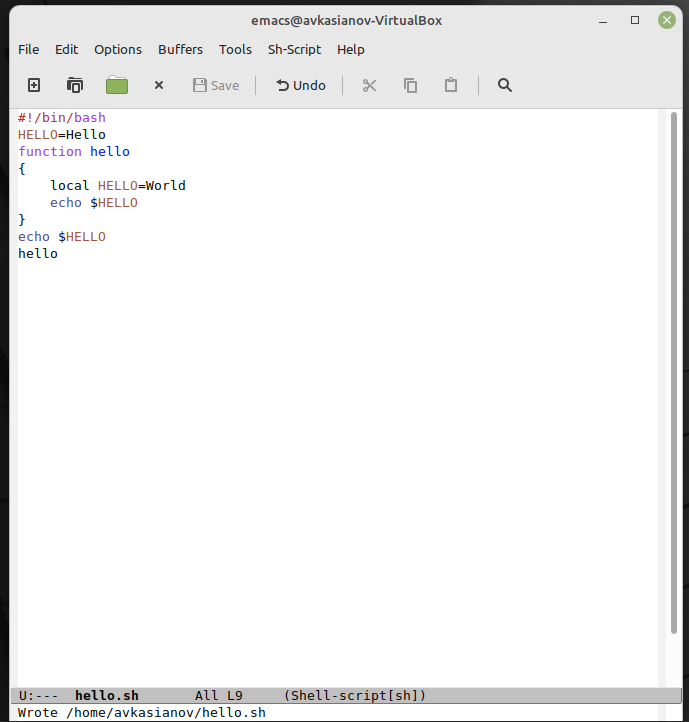 emacs@avkasianov-VirtualBox
File Edit Options Buffers Tools Sh-Script Help
Save Undo
#!/bin/bash
HELLO=Hello
function hello
{
    local HELLO=World
    echo $HELLO
}
echo $HELLO
hello
U:---  hello.sh       All L9     (Shell-script[sh])
Wrote /home/avkasianov/hello.sh